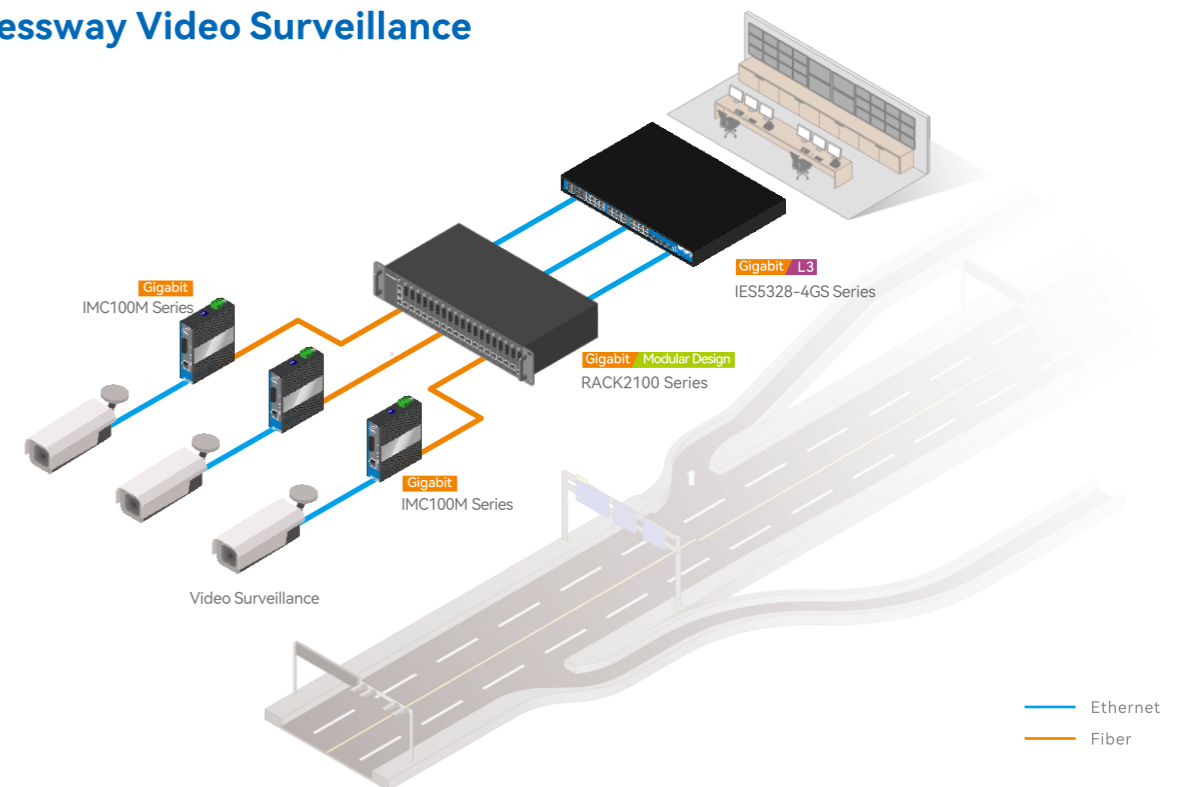 essway Video Surveillance
Gigabit
IMC100M Series
Gigabit / L3
IES5328-4GS Series
Gigabit / Modular Design
RACK2100 Series
Gigabit
IMC100M Series
Video Surveillance
Ethernet
Fiber